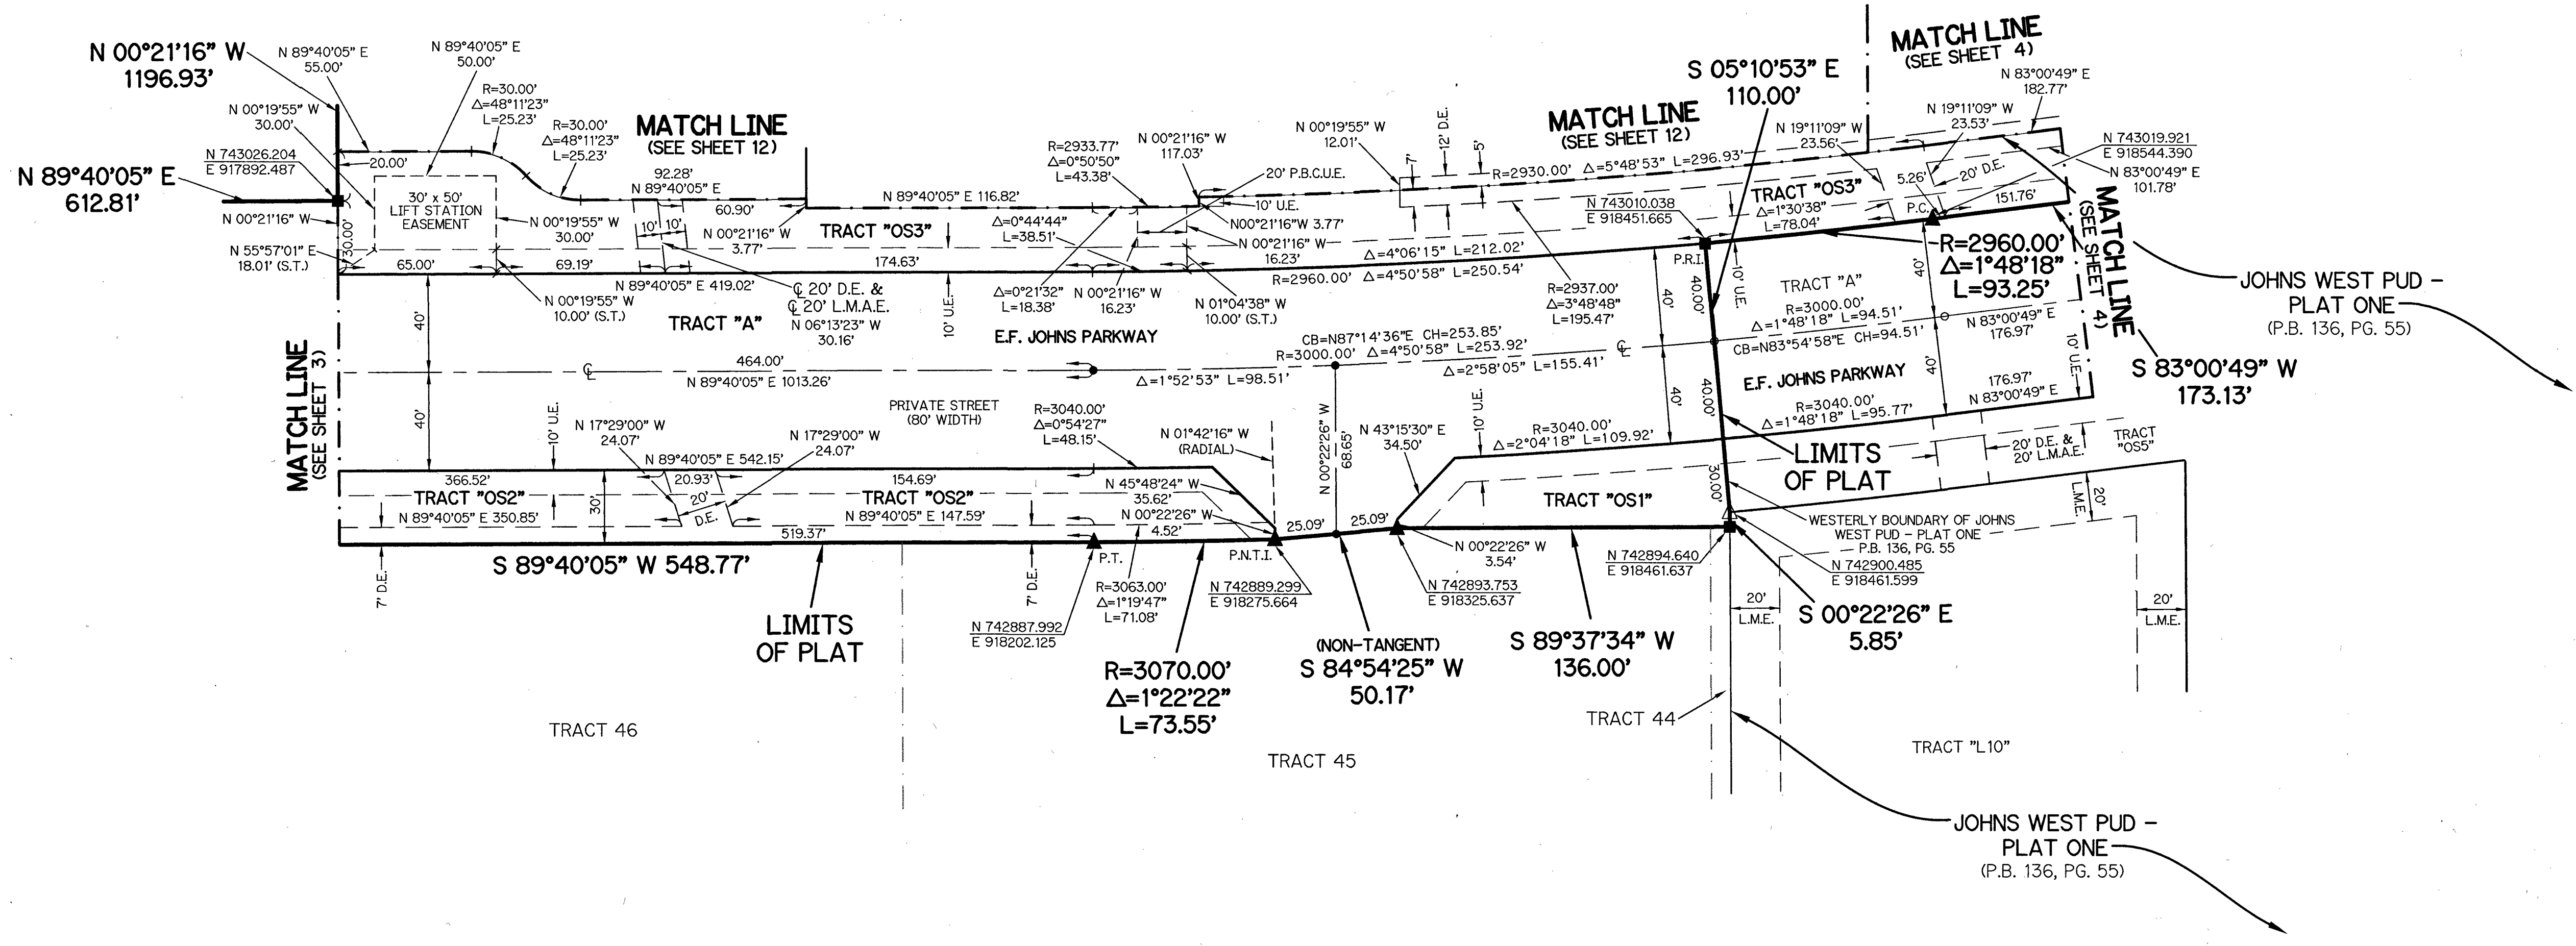 N 00°21'16" W
1196.93'
N 89°40'05" E
55.00'
N 89°40'05" E
50.00'
R=30.00'
Δ=48°11'23"
L=25.23'
R=30.00'
Δ=48°11'23"
L=25.23'
N 00°19'55" W
30.00'
N 743026.204
E 917892.487
N 89°40'05" E
612.81'
20.00'
30' x 50'
LIFT STATION
EASEMENT
N 00°21'16" W
30.00'
N 55°57'01" E
18.01' (S.T.)
N 00°19'55" W
30.00'
65.00'
69.19'
N 00°19'55" W
10.00' (S.T.)
MATCH LINE
(SEE SHEET 12)
92.28'
N 89°40'05" E
60.90'
10'
10'
N 00°21'16" W
3.77'
N 89°40'05" E 116.82'
TRACT "OS3"
174.63'
N 89°40'05" E 419.02'
℄ 20' D.E. &
℄ 20' L.M.A.E.
N 06°13'23" W
30.16'
TRACT "A"
10' U.E.
E.F. JOHNS PARKWAY
R=2933.77'
Δ=0°50'50"
L=43.38'
N 00°21'16" W
117.03'
20' P.B.C.U.E.
10' U.E.
N00°21'16"W 3.77'
Δ=0°44'44"
L=38.51'
N 00°21'16" W
16.23'
Δ=0°21'32"
L=18.38'
N 00°21'16" W
16.23'
N 01°04'38" W
10.00' (S.T.)
N 00°19'55" W
12.01'
7'
12' D.E.
5'
MATCH LINE
(SEE SHEET 12)
R=2930.00' Δ=5°48'53" L=296.93'
Δ=4°06'15" L=212.02'
R=2960.00' Δ=4°50'58" L=250.54'
R=2937.00'
Δ=3°48'48"
L=195.47'
S 05°10'53" E
110.00'
MATCH LINE
(SEE SHEET 4)
N 83°00'49" E
182.77'
N 19°11'09" W
23.53'
N 19°11'09" W
23.56'
N 743019.921
E 918544.390
5.26'
20' D.E.
N 83°00'49" E
101.78'
TRACT "OS3"
Δ=1°30'38"
L=78.04'
P.C.
151.76'
N 743010.038
E 918451.665
P.R.I.
R=2960.00'
Δ=1°48'18"
L=93.25'
MATCH LINE
(SEE SHEET 4)
JOHNS WEST PUD -
PLAT ONE
(P.B. 136, PG. 55)
10' U.E.
40.00'
40'
40'
TRACT "A"
R=3000.00'
Δ=1°48'18" L=94.51'
CB=N83°54'58"E CH=94.51'
N 83°00'49" E
176.97'
10' U.E.
S 83°00'49" W
173.13'
E.F. JOHNS PARKWAY
176.97'
N 83°00'49" E
R=3040.00'
Δ=1°48'18" L=95.77'
MATCH LINE
(SEE SHEET 3)
40'
40'
464.00'
℄
N 89°40'05" E 1013.26'
CB=N87°14'36"E CH=253.85'
R=3000.00' Δ=4°50'58" L=253.92'
℄
Δ=1°52'53" L=98.51'
Δ=2°58'05" L=155.41'
40'
40.00'
40'
PRIVATE STREET
(80' WIDTH)
10' U.E.
N 17°29'00" W
24.07'
N 17°29'00" W
24.07'
N 89°40'05" E 542.15'
R=3040.00'
Δ=0°54'27"
L=48.15'
N 01°42'16" W
(RADIAL)
N 00°22'26" W
68.65'
N 43°15'30" E
34.50'
10' U.E.
R=3040.00'
Δ=2°04'18" L=109.92'
366.52'
TRACT "OS2"
N 89°40'05" E 350.85'
30'
20.93'
20'
D.E.
154.69'
TRACT "OS2"
N 89°40'05" E 147.59'
519.37'
N 45°48'24" W
35.62'
N 00°22'26" W
4.52'
25.09'
25.09'
TRACT "OS1"
30.00'
LIMITS
OF PLAT
20' D.E. &
20' L.M.A.E.
TRACT
"OS5"
20'
L.M.E.
WESTERLY BOUNDARY OF JOHNS
WEST PUD - PLAT ONE
P.B. 136, PG. 55
7' D.E.
S 89°40'05" W 548.77'
LIMITS
OF PLAT
7' D.E.
P.T.
R=3063.00'
Δ=1°19'47"
L=71.08'
N 742887.992
E 918202.125
P.N.T.I.
N 742889.299
E 918275.664
N 742893.753
E 918325.637
N 00°22'26" W
3.54'
N 742894.640
E 918461.637
N 742900.485
E 918461.599
20'
L.M.E.
20'
L.M.E.
S 00°22'26" E
5.85'
R=3070.00'
Δ=1°22'22"
L=73.55'
(NON-TANGENT)
S 84°54'25" W
50.17'
S 89°37'34" W
136.00'
TRACT 46
TRACT 45
TRACT 44
TRACT "L10"
JOHNS WEST PUD -
PLAT ONE
(P.B. 136, PG. 55)